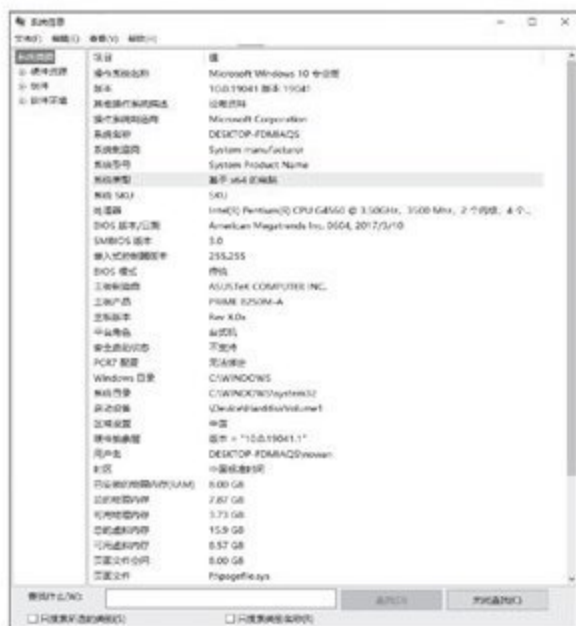 系统信息
文件(F) 编辑(E) 查看(V) 帮助(H)
系统摘要
硬件资源
组件
软件环境
项目 值
操作系统名称 Microsoft Windows 10 专业版
版本 10.0.19041 版本 19041
其他操作系统描述 没有资料
操作系统制造商 Microsoft Corporation
系统名称
系统制造商 System manufacturer
系统型号 System Product Name
系统类型 基于 x64 的电脑
系统 SKU SKU
处理器 Intel(R) Pentium(R) CPU G4560 @ 3.50GHz, 3500 Mhz, 2 个内核, 4 个...
BIOS 版本/日期 American Megatrends Inc. 0604, 2017/3/10
SMBIOS 版本 3.0
嵌入式控制器版本 255.255
BIOS 模式 传统
主板制造商 ASUSTeK COMPUTER INC.
主板产品 PRIME B250M-A
主板版本 Rev X.0x
平台角色 台式机
安全启动状态 不支持
PCR7 配置 无法绑定
Windows 目录 C:\WINDOWS
系统目录 C:\WINDOWS\system32
启动设备 \Device\HarddiskVolume1
区域设置 中国
硬件抽象层 版本 = "10.0.19041.1"
用户名
时区 中国标准时间
已安装的物理内存(RAM) 8.00 GB
总的物理内存 7.87 GB
可用物理内存 3.73 GB
总的虚拟内存 15.9 GB
可用虚拟内存 8.57 GB
页面文件空间 8.00 GB
页面文件 F:\pagefile.sys
查找什么(W):
查找(D) 关闭查找(C)
只搜索所选的类别(S) 只搜索类别名称(R)